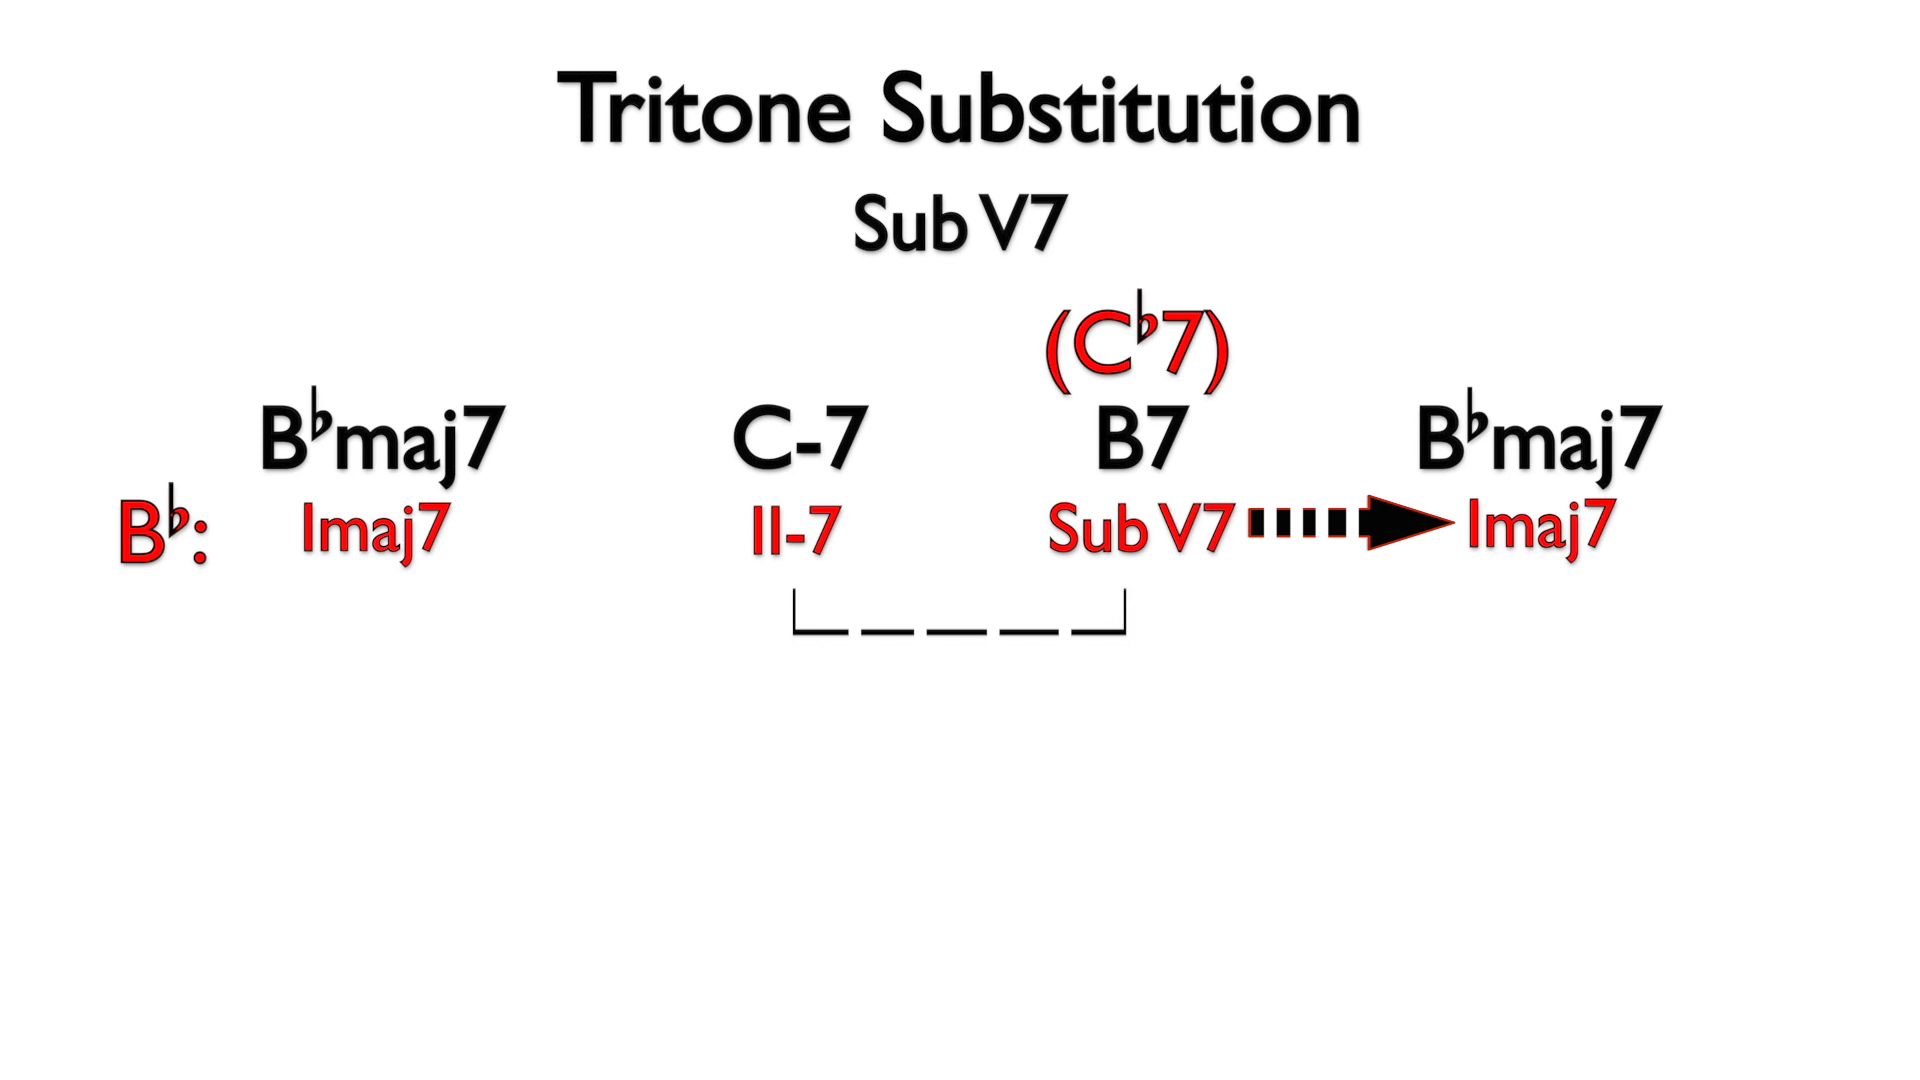 Tritone Substitution
Sub V7
(C♭7)
B♭maj7 C-7 B7 B♭maj7
B♭: Imaj7 II-7 Sub V7 Imaj7